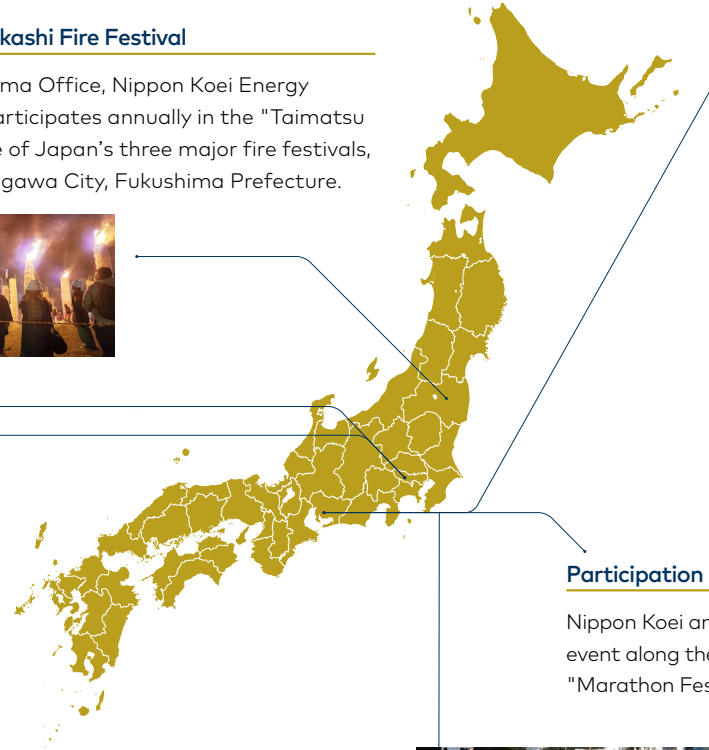 kashi Fire Festival
ma Office, Nippon Koei Energy
articipates annually in the "Taimatsu
e of Japan's three major fire festivals,
gawa City, Fukushima Prefecture.
Participation
Nippon Koei an
event along the
"Marathon Fes